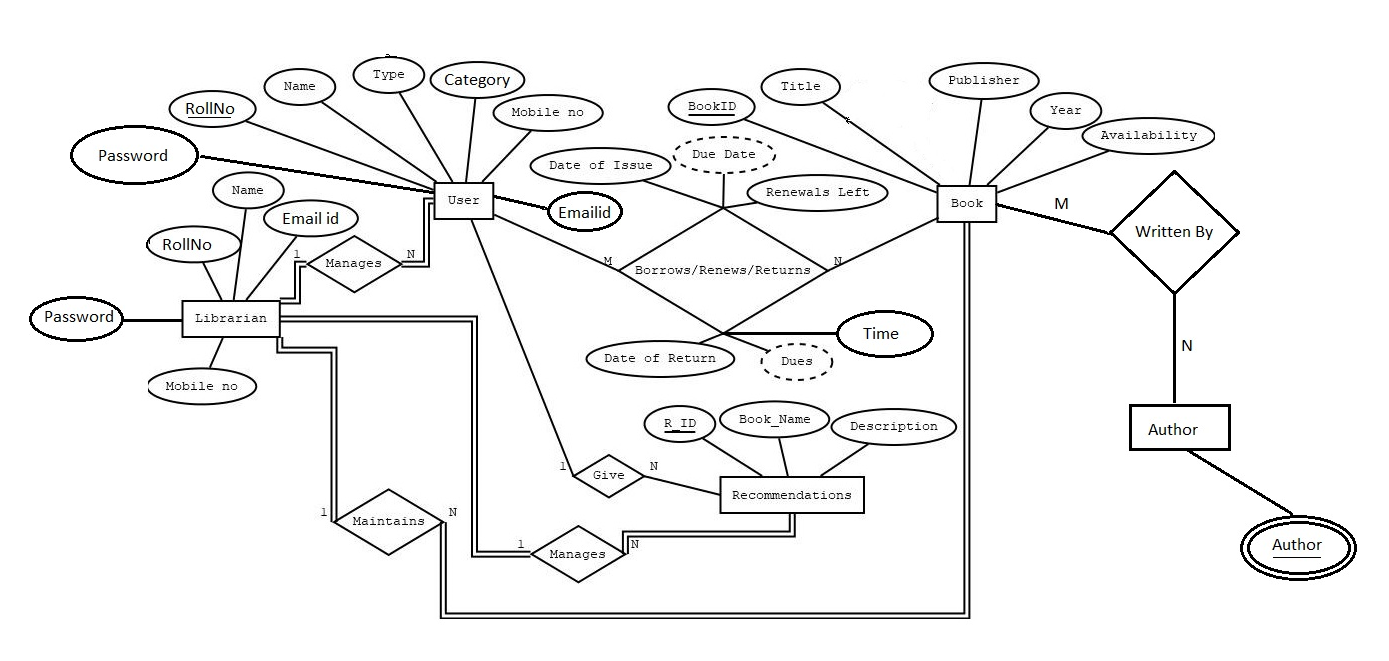 Type
Category
Publisher
Name
Title
RollNo
BookID
Year
Mobile no
Availability
Password
Due Date
Date of Issue
Name
Renewals Left
User
Book
M
Email id
Emailid
Written By
RollNo
1
N
Manages
M
Borrows/Renews/Returns
N
Password
Librarian
Time
N
Date of Return
Dues
Mobile no
R_ID
Book_Name
Description
Author
1
Give
N
Recommendations
1
Maintains
N
1
Manages
N
Author